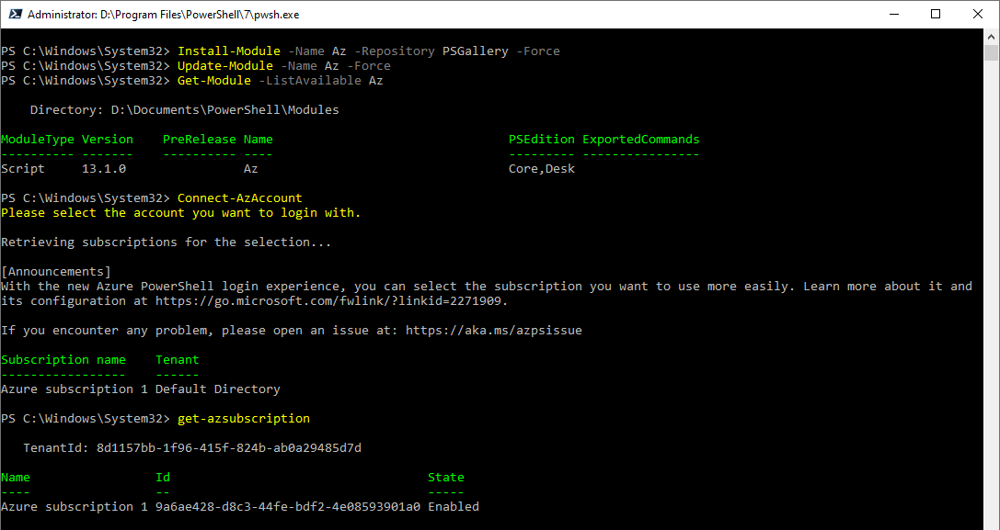 Administrator: D:\Program Files\PowerShell\7\pwsh.exe
PS C:\Windows\System32> Install-Module -Name Az -Repository PSGallery -Force
PS C:\Windows\System32> Update-Module -Name Az -Force
PS C:\Windows\System32> Get-Module -ListAvailable Az
Directory: D:\Documents\PowerShell\Modules
ModuleType Version    PreRelease Name                                PSEdition ExportedCommands
---------- -------    ---------- ----                                --------- ----------------
Script     13.1.0                Az                                  Core,Desk
PS C:\Windows\System32> Connect-AzAccount
Please select the account you want to login with.
Retrieving subscriptions for the selection...
[Announcements]
With the new Azure PowerShell login experience, you can select the subscription you want to use more easily. Learn more about it and
its configuration at https://go.microsoft.com/fwlink/?linkid=2271909.
If you encounter any problem, please open an issue at: https://aka.ms/azpsissue
Subscription name    Tenant
-----------------    ------
Azure subscription 1 Default Directory
PS C:\Windows\System32> get-azsubscription
TenantId: 8d1157bb-1f96-415f-824b-ab0a29485d7d
Name                 Id                                   State
----                 --                                   -----
Azure subscription 1 9a6ae428-d8c3-44fe-bdf2-4e08593901a0 Enabled